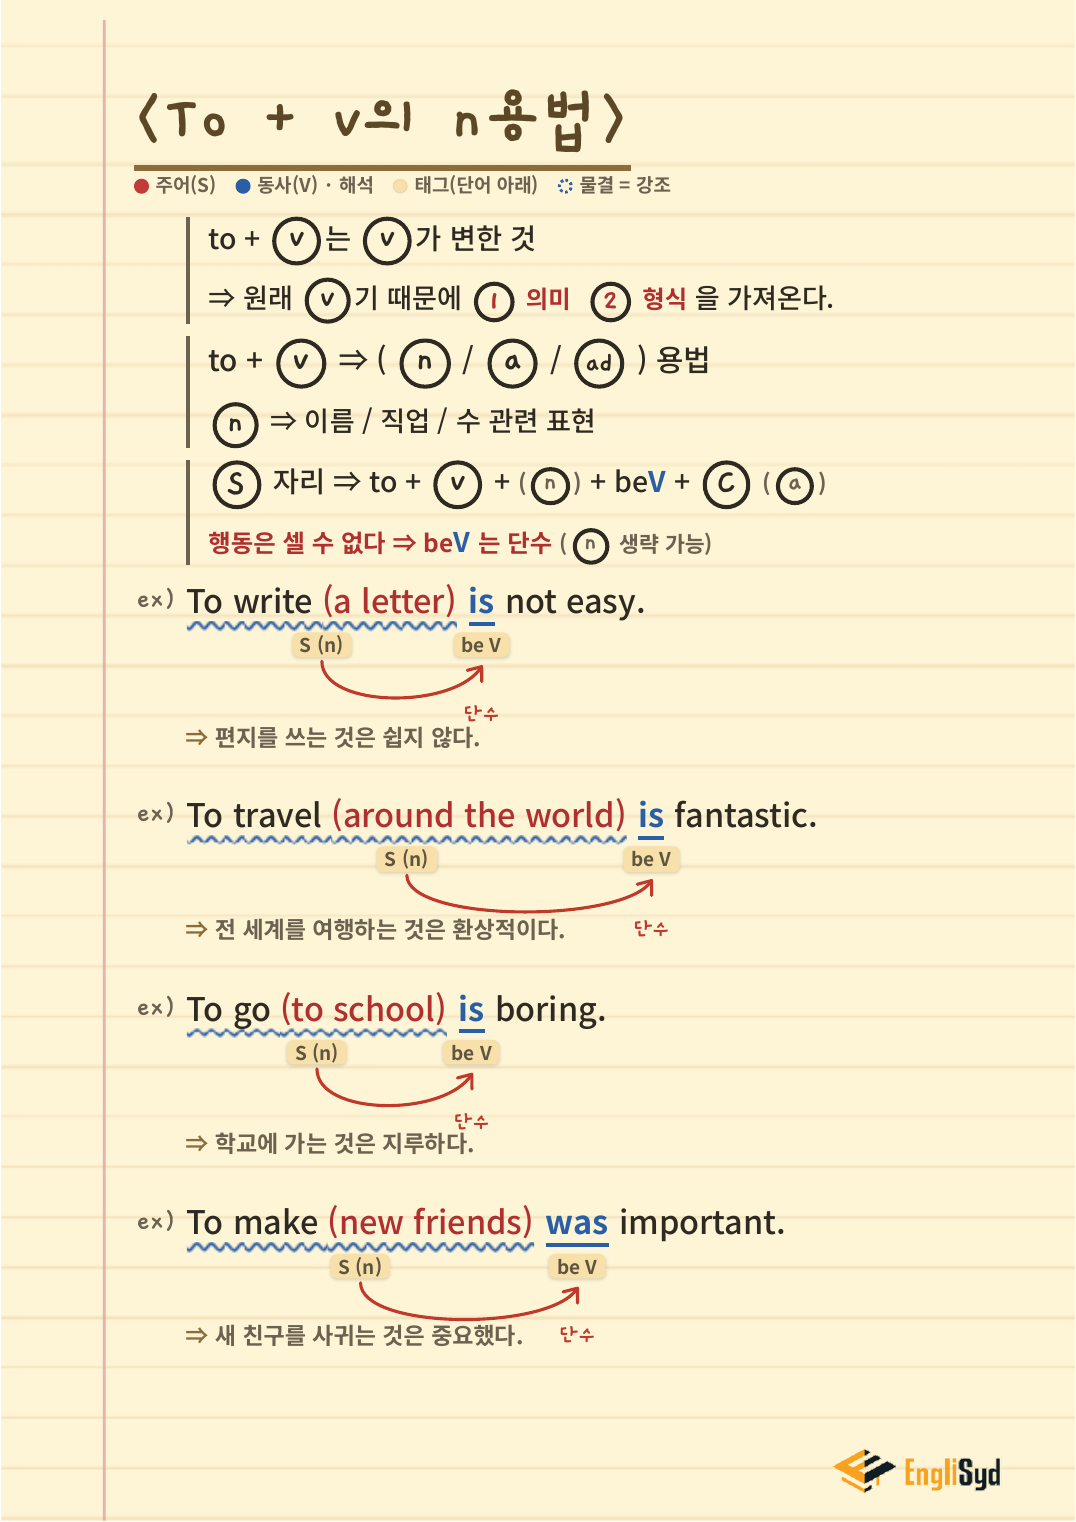 <To + v의 n용법>
주어(S) 동사(V) · 해석 태그(단어 아래) 물결 = 강조
to + v 는 v 가 변한 것
⇒ 원래 v 기 때문에 1 의미 2 형식 을 가져온다.
to + v ⇒ ( n / a / ad ) 용법
n ⇒ 이름 / 직업 / 수 관련 표현
S 자리 ⇒ to + v + ( n ) + beV + C ( a )
행동은 셀 수 없다 ⇒ beV 는 단수 ( n 생략 가능)
ex) To write (a letter) is not easy.
S (n) be V
단수
⇒ 편지를 쓰는 것은 쉽지 않다.
ex) To travel (around the world) is fantastic.
S (n) be V
⇒ 전 세계를 여행하는 것은 환상적이다. 단수
ex) To go (to school) is boring.
S (n) be V
단수
⇒ 학교에 가는 것은 지루하다.
ex) To make (new friends) was important.
S (n) be V
⇒ 새 친구를 사귀는 것은 중요했다. 단수
EngliSyd